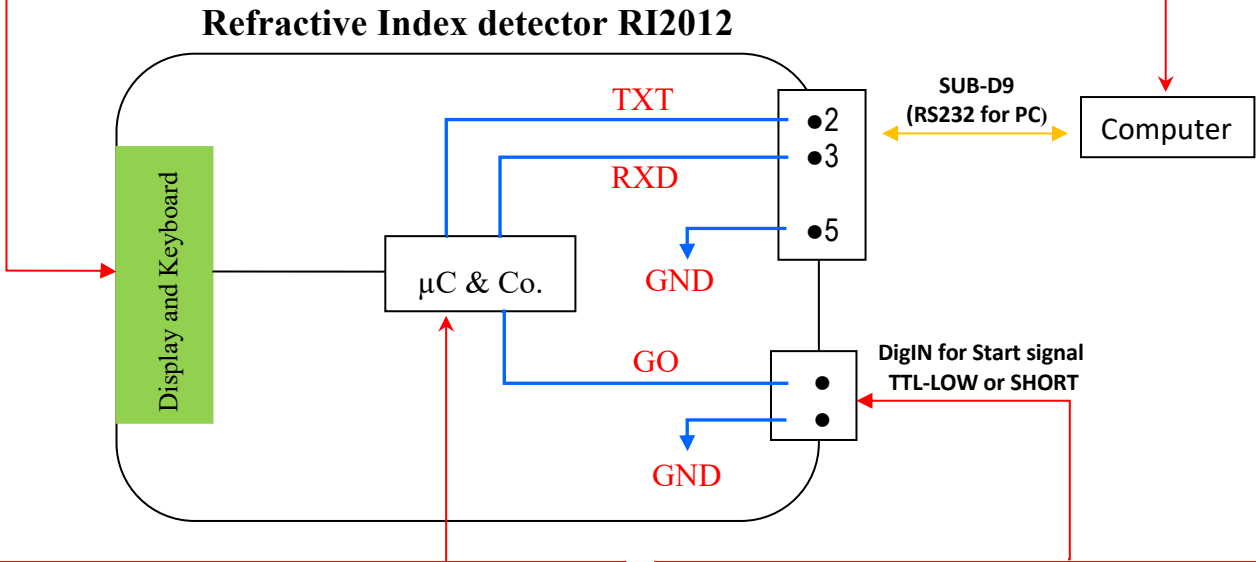 Refractive Index detector RI2012
TXT
●2
●3
RXD
●5
GND
SUB-D9
(RS232 for PC)
Computer
Display and Keyboard
µC & Co.
GO
GND
DigIN for Start signal
TTL-LOW or SHORT